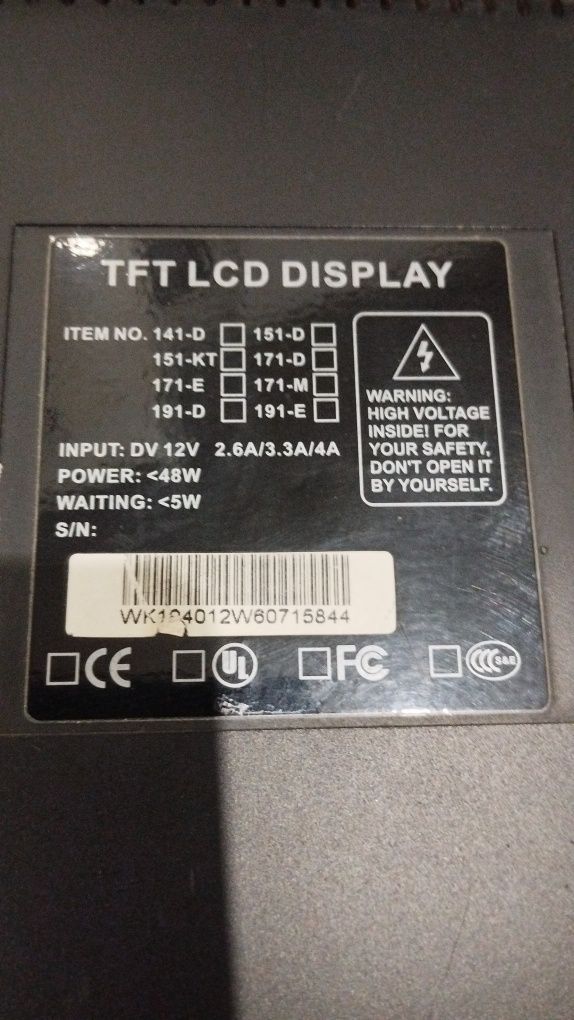 TFT LCD DISPLAY
ITEM NO. 141-D 151-D
151-KT 171-D
171-E 171-M
191-D 191-E
INPUT: DV 12V 2.6A/3.3A/4A
POWER: <48W
WAITING: <5W
S/N:
WARNING:
HIGH VOLTAGE
INSIDE! FOR
YOUR SAFETY,
DON'T OPEN IT
BY YOURSELF.
CE UL FC CCC S&E